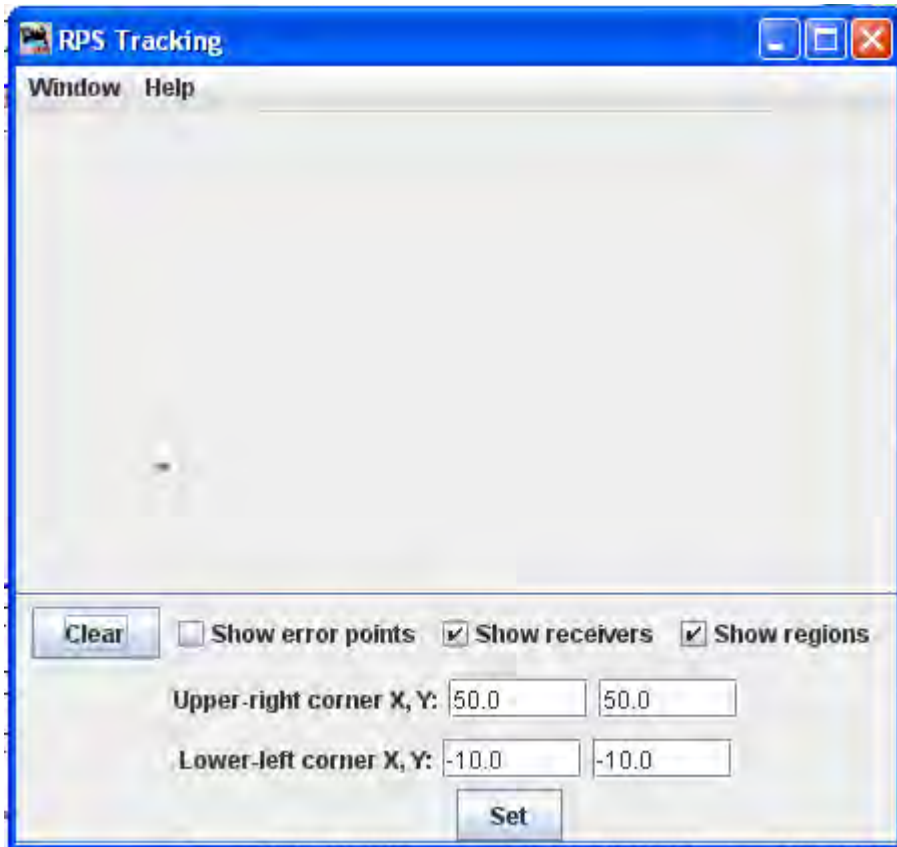 RPS Tracking
Window Help
Clear Show error points Show receivers Show regions
Upper-right corner X, Y: 50.0 50.0
Lower-left corner X, Y: -10.0 -10.0
Set